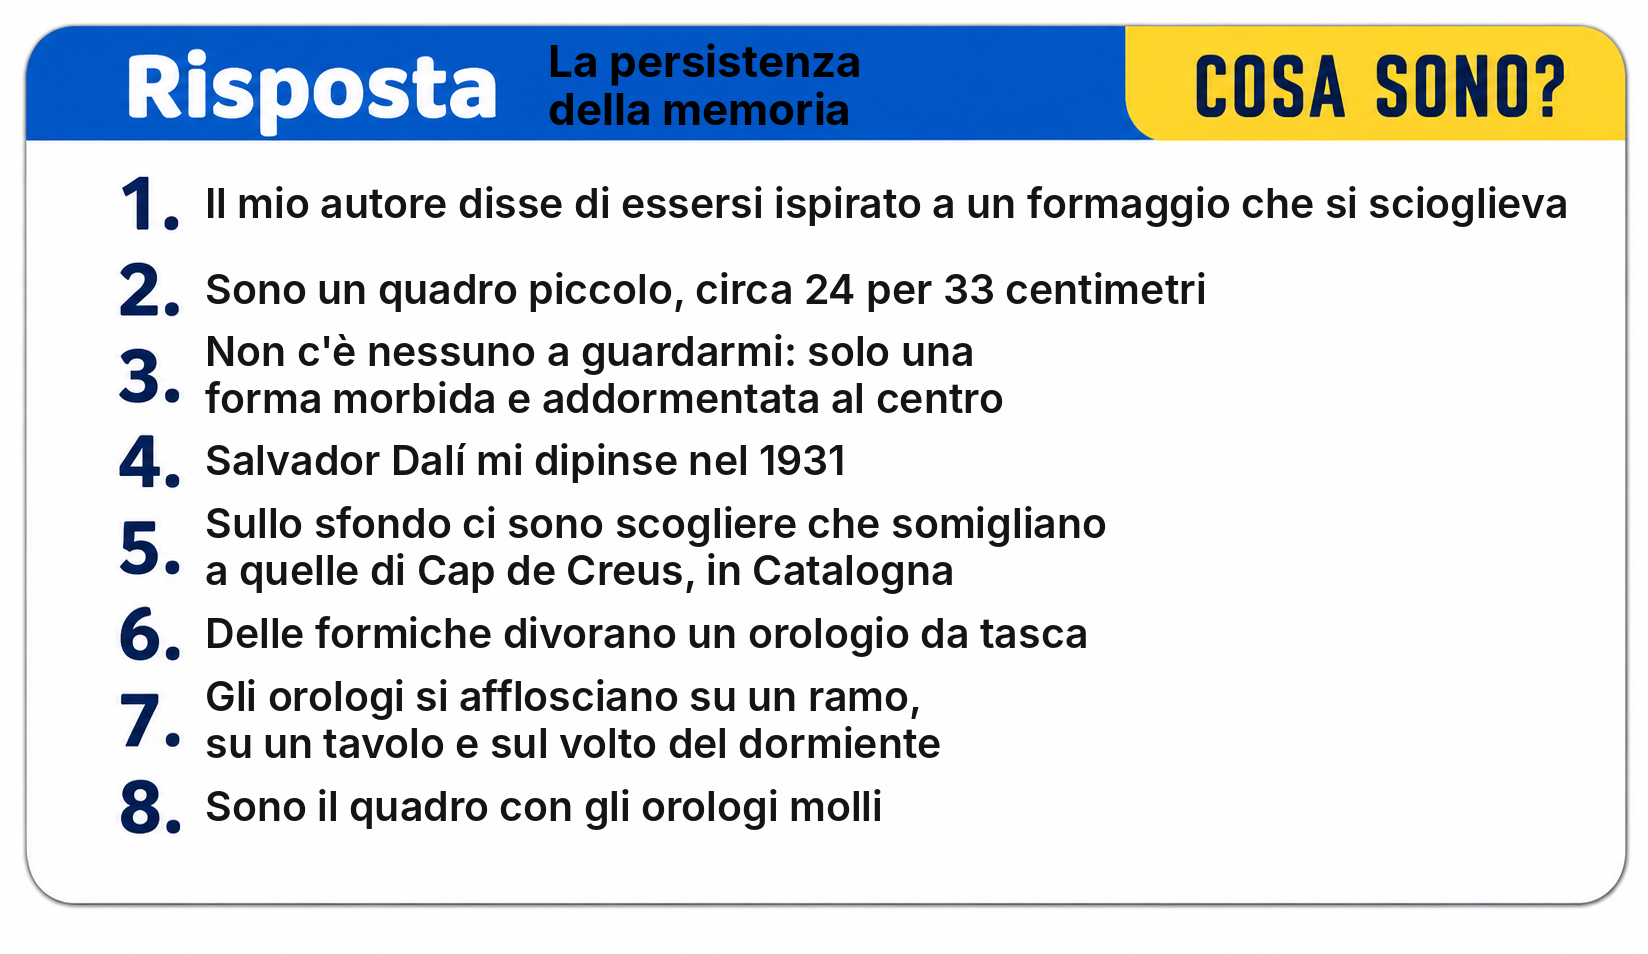 Risposta
La persistenza
della memoria
COSA SONO?
1. Il mio autore disse di essersi ispirato a un formaggio che si scioglieva
2. Sono un quadro piccolo, circa 24 per 33 centimetri
3. Non c'è nessuno a guardarmi: solo una
forma morbida e addormentata al centro
4. Salvador Dalí mi dipinse nel 1931
5. Sullo sfondo ci sono scogliere che somigliano
a quelle di Cap de Creus, in Catalogna
6. Delle formiche divorano un orologio da tasca
7. Gli orologi si afflosciano su un ramo,
su un tavolo e sul volto del dormiente
8. Sono il quadro con gli orologi molli